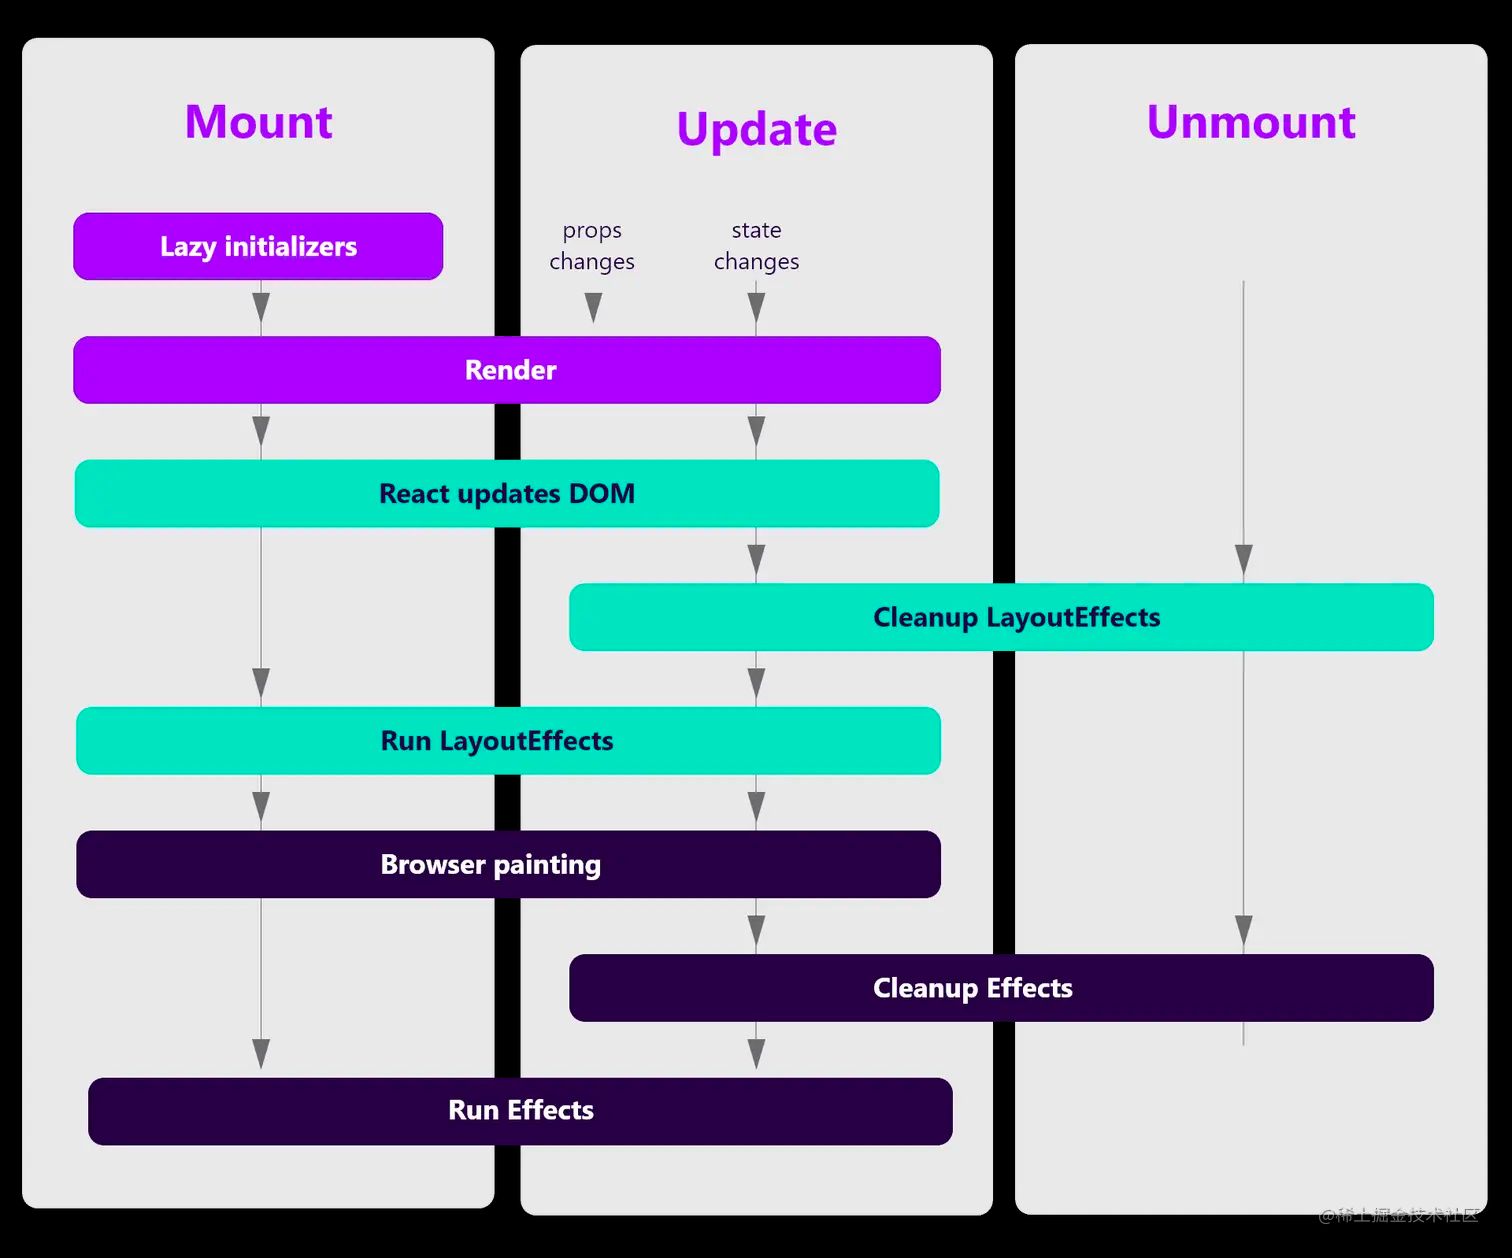 Mount
Update
Unmount
Lazy initializers
props
changes
state
changes
Render
React updates DOM
Cleanup LayoutEffects
Run LayoutEffects
Browser painting
Cleanup Effects
Run Effects
@稀土掘金技术社区